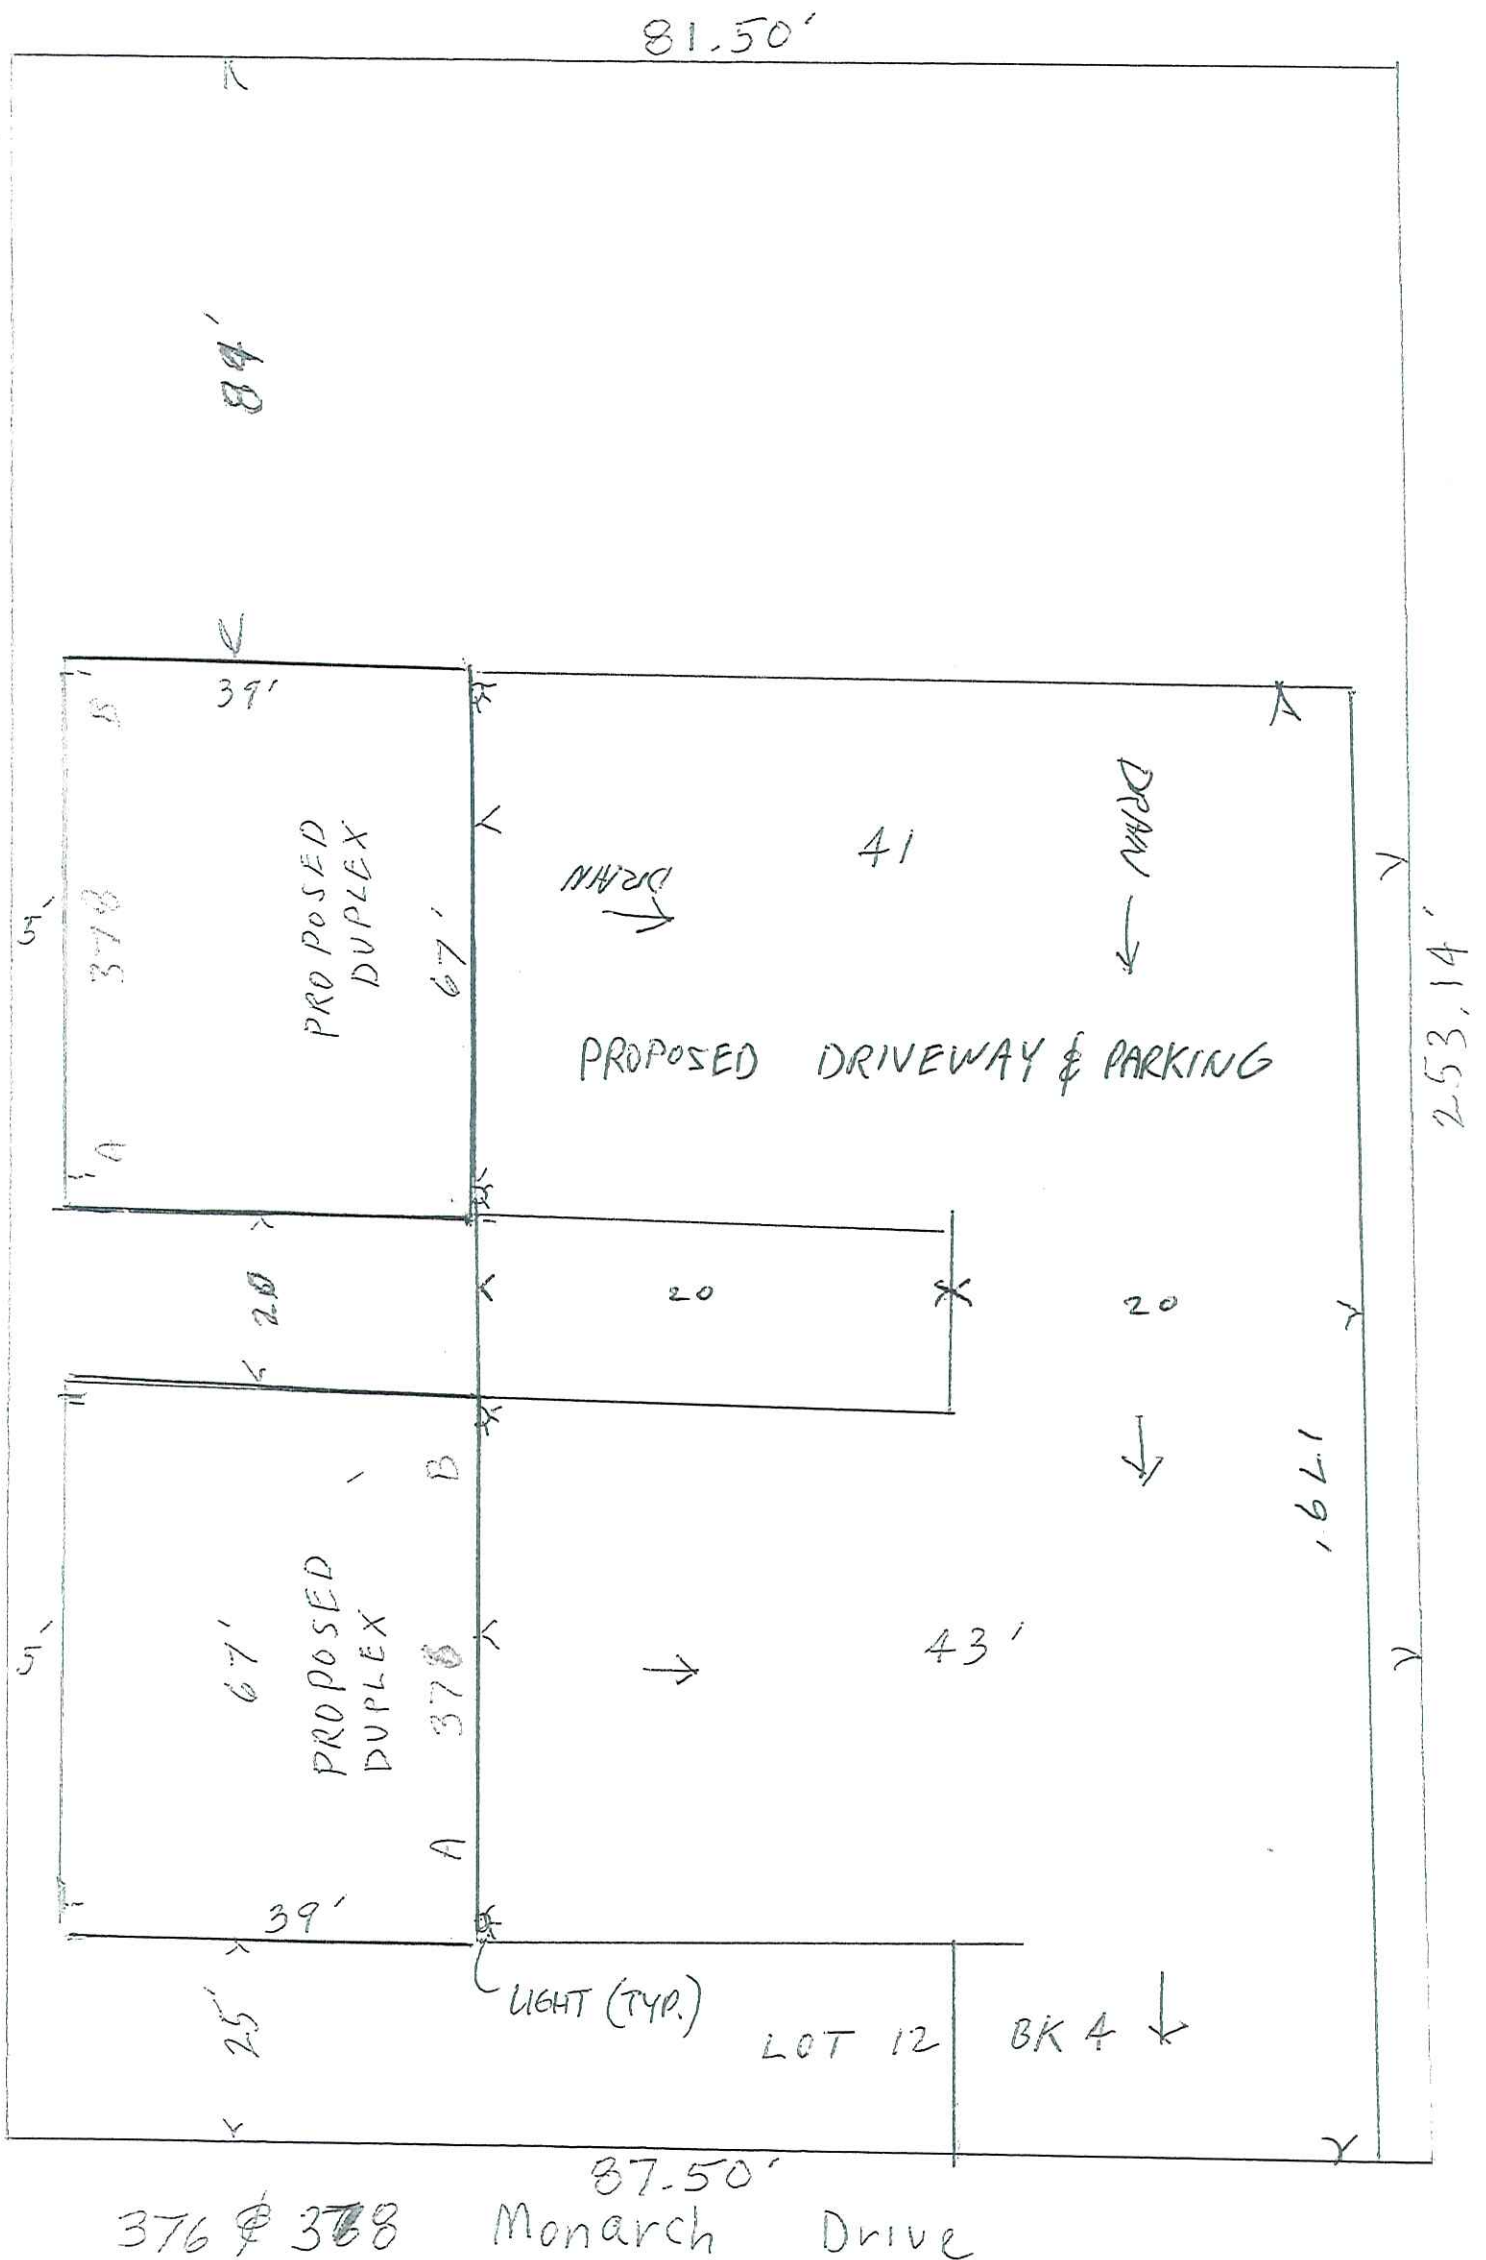 81.50'
84'
39'
B
378
A
5'
PROPOSED
DUPLEX
67'
DRAIN
41
DRAIN
PROPOSED DRIVEWAY & PARKING
253.14'
20
20
20
179'
5'
67'
PROPOSED
DUPLEX
B
378
A
43'
39'
25'
LIGHT (TYP.)
LOT 12
BK 4
87.50'
376 & 378 Monarch Drive